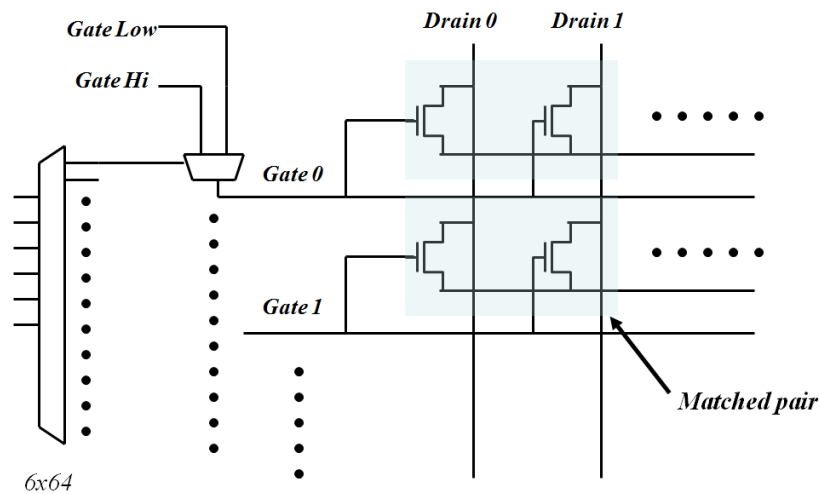 Drain 0
Drain 1
Gate Low
Gate Hi
Gate 0
Gate 1
Matched pair
6x64